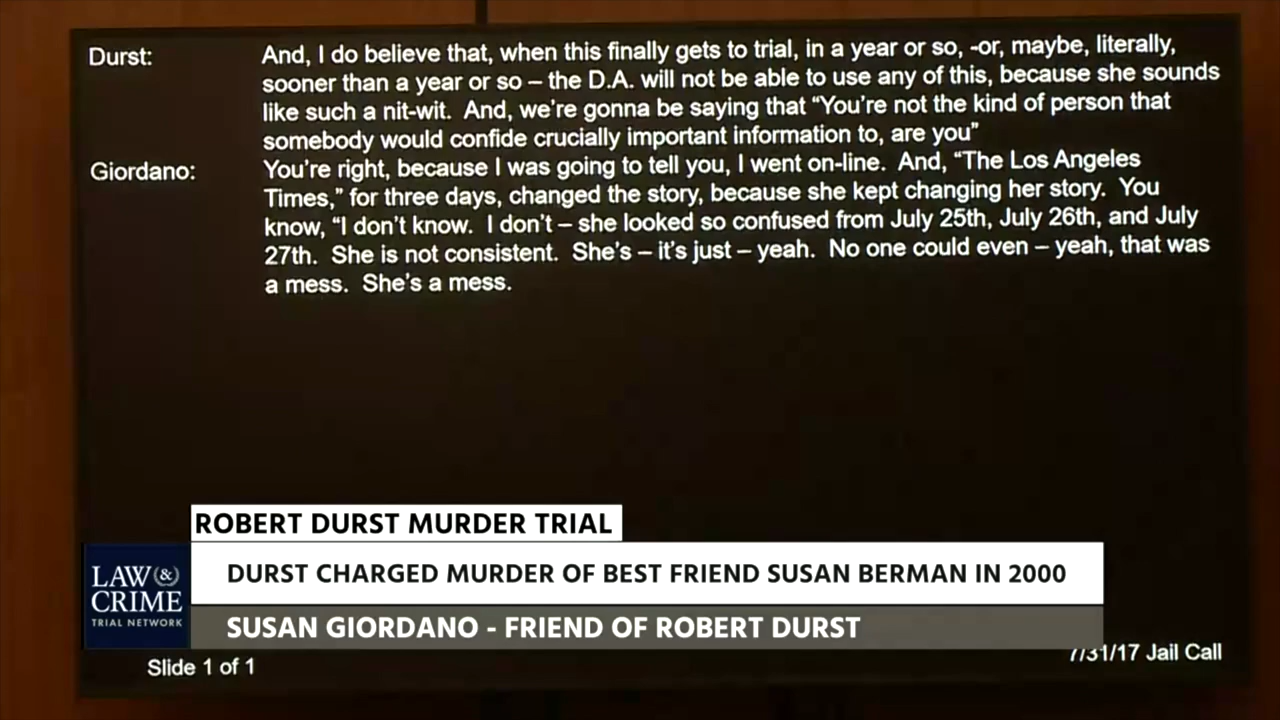 Durst: And, I do believe that, when this finally gets to trial, in a year or so, -or, maybe, literally,
sooner than a year or so – the D.A. will not be able to use any of this, because she sounds
like such a nit-wit. And, we're gonna be saying that “You're not the kind of person that
somebody would confide crucially important information to, are you”
Giordano: You're right, because I was going to tell you, I went on-line. And, “The Los Angeles
Times,” for three days, changed the story, because she kept changing her story. You
know, “I don't know. I don't – she looked so confused from July 25th, July 26th, and July
27th. She is not consistent. She's – it's just – yeah. No one could even – yeah, that was
a mess. She's a mess.
ROBERT DURST MURDER TRIAL
LAW &
CRIME
TRIAL NETWORK
DURST CHARGED MURDER OF BEST FRIEND SUSAN BERMAN IN 2000
SUSAN GIORDANO - FRIEND OF ROBERT DURST
Slide 1 of 1
7/31/17 Jail Call